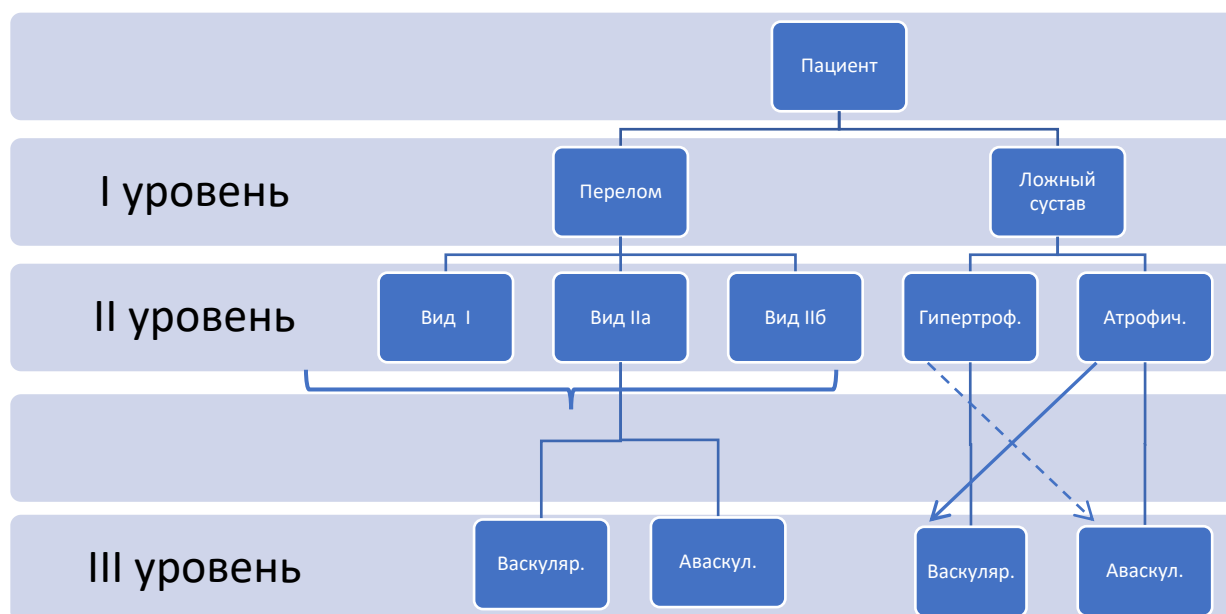 Пациент
I уровень
Перелом
Ложный
сустав
II уровень
Вид I
Вид IIа
Вид IIб
Гипертроф.
Атрофич.
III уровень
Васкуляр.
Аваскул.
Васкуляр.
Аваскул.